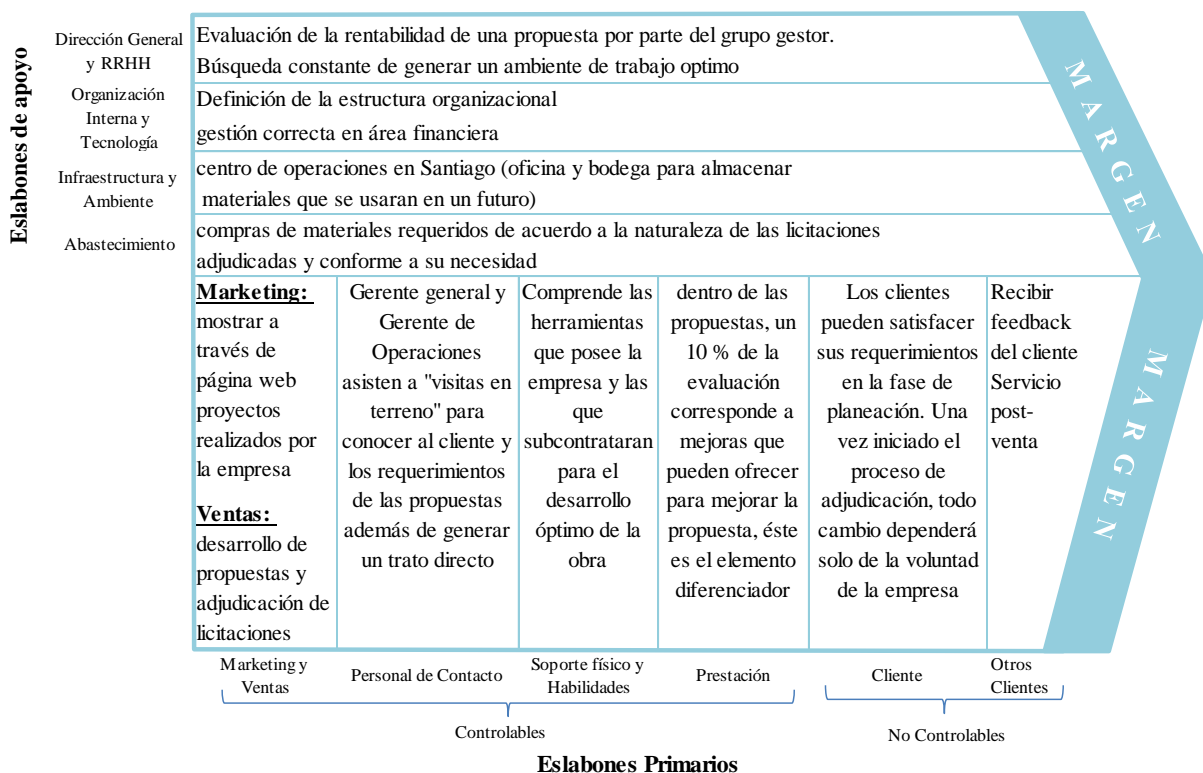 Eslabones de apoyo
Dirección General
y RRHH
Evaluación de la rentabilidad de una propuesta por parte del grupo gestor.
Búsqueda constante de generar un ambiente de trabajo optimo
Organización
Interna y
Tecnología
Definición de la estructura organizacional
gestión correcta en área financiera
Infraestructura y
Ambiente
centro de operaciones en Santiago (oficina y bodega para almacenar
materiales que se usaran en un futuro)
Abastecimiento
compras de materiales requeridos de acuerdo a la naturaleza de las licitaciones
adjudicadas y conforme a su necesidad
Marketing:
mostrar a
través de
página web
proyectos
realizados por
la empresa
Ventas:
desarrollo de
propuestas y
adjudicación de
licitaciones
Gerente general y
Gerente de
Operaciones
asisten a "visitas en
terreno" para
conocer al cliente y
los requerimientos
de las propuestas
además de generar
un trato directo
Comprende las
herramientas
que posee la
empresa y las
que
subcontrataran
para el
desarrollo
óptimo de la
obra
dentro de las
propuestas, un
10 % de la
evaluación
corresponde a
mejoras que
pueden ofrecer
para mejorar la
propuesta, éste
es el elemento
diferenciador
Los clientes
pueden satisfacer
sus requerimientos
en la fase de
planeación. Una
vez iniciado el
proceso de
adjudicación, todo
cambio dependerá
solo de la voluntad
de la empresa
Recibir
feedback
del cliente
Servicio
post-
venta
MARGEN
MARGEN
Marketing y
Ventas
Personal de Contacto
Soporte físico y
Habilidades
Prestación
Cliente
Otros
Clientes
Controlables
No Controlables
Eslabones Primarios